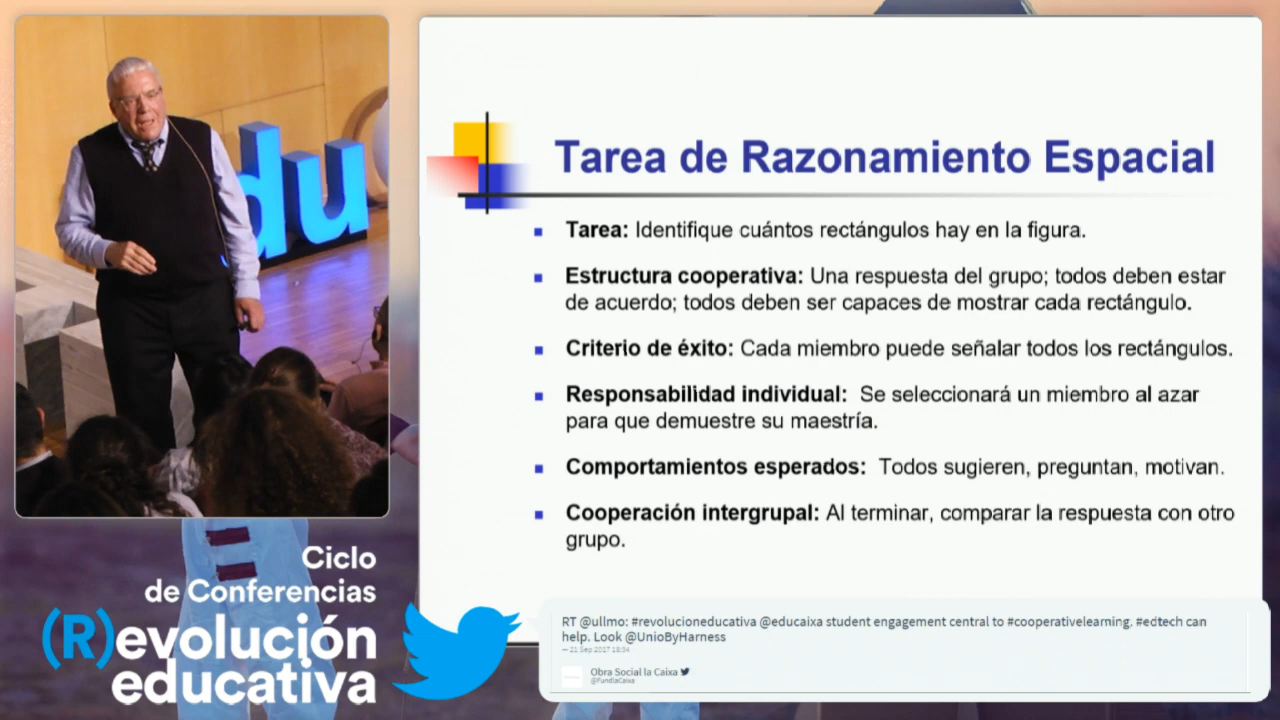 du
Tarea de Razonamiento Espacial
Tarea: Identifique cuántos rectángulos hay en la figura.
Estructura cooperativa: Una respuesta del grupo; todos deben estar
de acuerdo; todos deben ser capaces de mostrar cada rectángulo.
Criterio de éxito: Cada miembro puede señalar todos los rectángulos.
Responsabilidad individual: Se seleccionará un miembro al azar
para que demuestre su maestría.
Comportamientos esperados: Todos sugieren, preguntan, motivan.
Cooperación intergrupal: Al terminar, comparar la respuesta con otro
grupo.
Ciclo
de Conferencias
(R)evolución
educativa
RT @ullmo: #revolucioneducativa @educaixa student engagement central to #cooperativelearning. #edtech can
help. Look @UnioByHarness
— 21 Sep 2017 18:34
Obra Social la Caixa
@FundlaCaixa